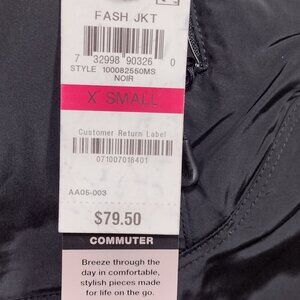 FASH JKT
7 32998 90326 0
STYLE 100082550MS
NOIR
X SMALL
Customer Return Label
071007018401
AA05-003
$79.50
COMMUTER
Breeze through the
day in comfortable,
stylish pieces made
for life on the go.